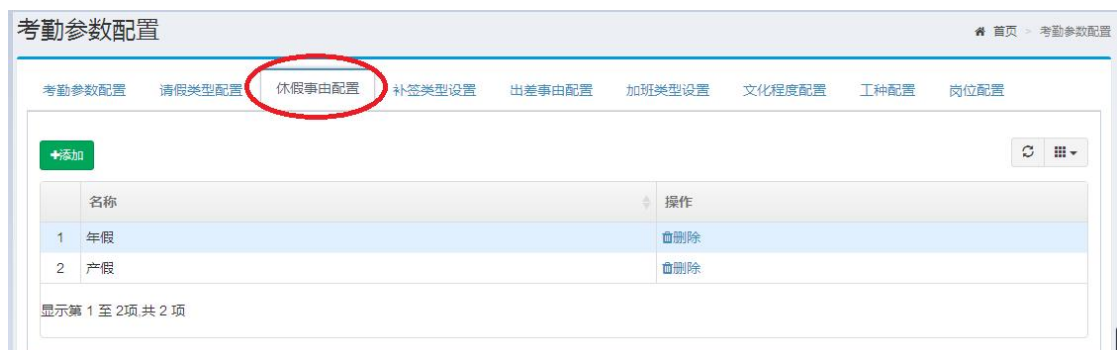 考勤参数配置
首页 > 考勤参数配置
考勤参数配置 请假类型配置 休假事由配置 补签类型设置 出差事由配置 加班类型设置 文化程度配置 工种配置 岗位配置
+添加
名称 操作
1 年假 删除
2 产假 删除
显示第 1 至 2项,共 2 项